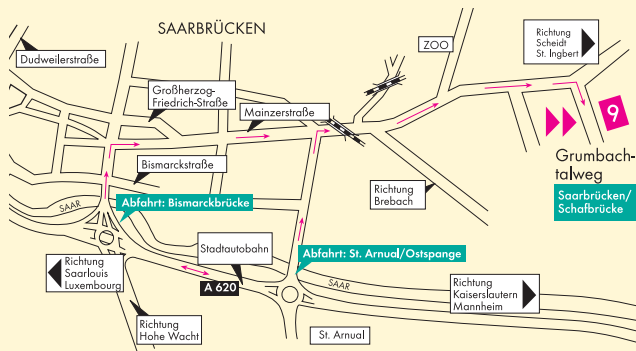 SAARBRÜCKEN
Dudweilerstraße
ZOO
Richtung
Scheidt
St. Ingbert
Großherzog-
Friedrich-Straße
Mainzerstraße
9
Grumbach-
talweg
Saarbrücken/
Schafbrücke
Bismarckstraße
Richtung
Brebach
SAAR
Abfahrt: Bismarckbrücke
Stadtautobahn
Abfahrt: St. Arnual/Ostspange
Richtung
Saarlouis
Luxembourg
A 620
SAAR
Richtung
Kaiserslautern
Mannheim
Richtung
Hohe Wacht
St. Arnual